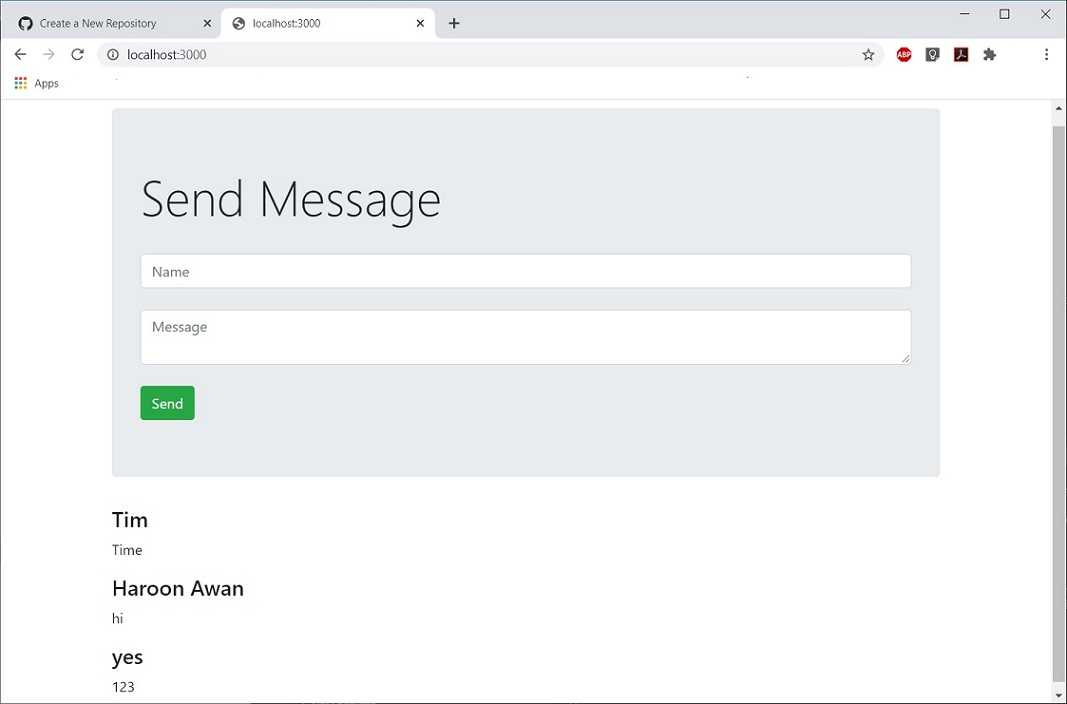 Create a New Repository
localhost:3000
localhost:3000
ABP
Apps
Send Message
Name
Message
Send
Tim
Time
Haroon Awan
hi
yes
123